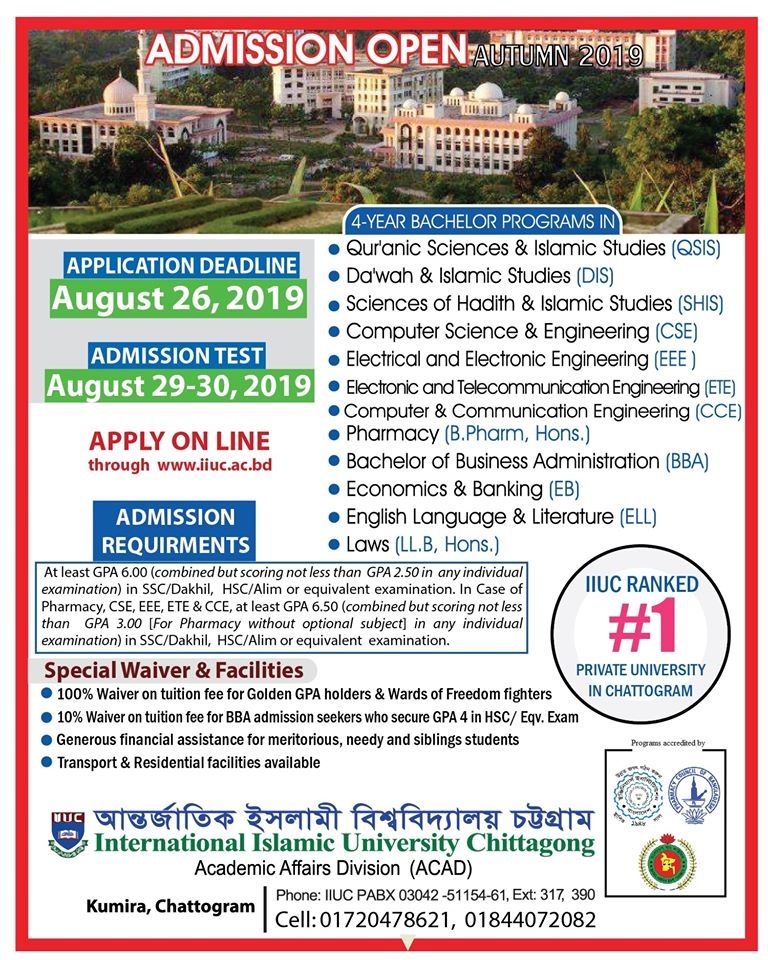 ADMISSION OPEN AUTUMN 2019
4-YEAR BACHELOR PROGRAMS IN
Qur'anic Sciences & Islamic Studies (QSIS)
Da'wah & Islamic Studies (DIS)
Sciences of Hadith & Islamic Studies (SHIS)
Computer Science & Engineering (CSE)
Electrical and Electronic Engineering (EEE )
Electronic and Telecommunication Engineering (ETE)
Computer & Communication Engineering (CCE)
Pharmacy (B.Pharm, Hons.)
Bachelor of Business Administration (BBA)
Economics & Banking (EB)
English Language & Literature (ELL)
Laws (LL.B, Hons.)
APPLICATION DEADLINE
August 26, 2019
ADMISSION TEST
August 29-30, 2019
APPLY ON LINE
through www.iiuc.ac.bd
ADMISSION
REQUIRMENTS
At least GPA 6.00 (combined but scoring not less than GPA 2.50 in any individual
examination) in SSC/Dakhil, HSC/Alim or equivalent examination. In Case of
Pharmacy, CSE, EEE, ETE & CCE, at least GPA 6.50 (combined but scoring not less
than GPA 3.00 [For Pharmacy without optional subject] in any individual
examination) in SSC/Dakhil, HSC/Alim or equivalent examination.
IIUC RANKED
#1
PRIVATE UNIVERSITY
IN CHATTOGRAM
Special Waiver & Facilities
100% Waiver on tuition fee for Golden GPA holders & Wards of Freedom fighters
10% Waiver on tuition fee for BBA admission seekers who secure GPA 4 in HSC/ Eqv. Exam
Generous financial assistance for meritorious, needy and siblings students
Transport & Residential facilities available
Programs accredited by
PHARMACY COUNCIL OF BANGLADESH
IIUC
আন্তর্জাতিক ইসলামী বিশ্ববিদ্যালয় চট্টগ্রাম
International Islamic University Chittagong
Academic Affairs Division (ACAD)
Kumira, Chattogram
Phone: IIUC PABX 03042 -51154-61, Ext: 317, 390
Cell: 01720478621, 01844072082